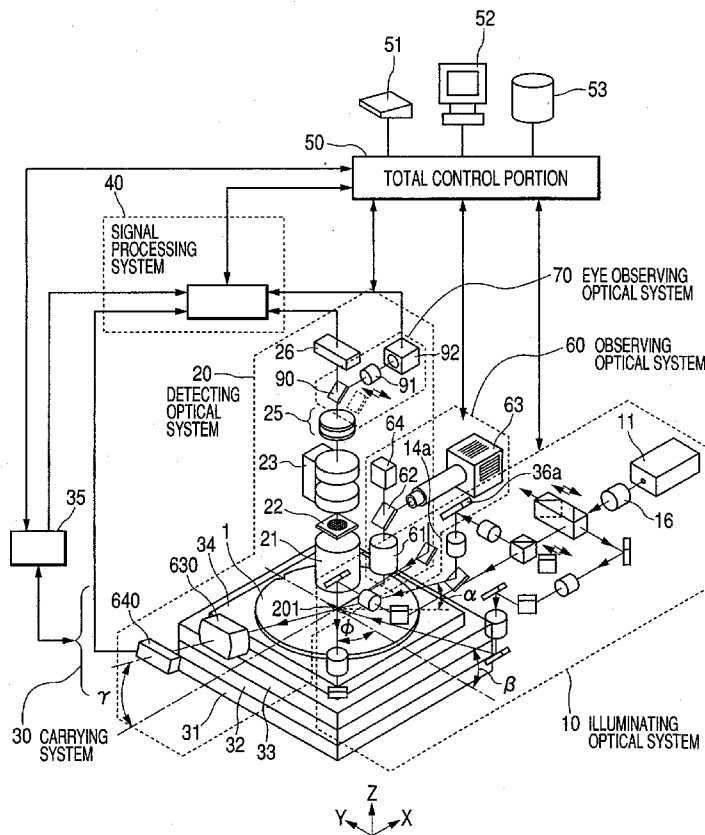 52
51
53
50
TOTAL CONTROL PORTION
40
SIGNAL
PROCESSING
SYSTEM
70 EYE OBSERVING
OPTICAL SYSTEM
60 OBSERVING
OPTICAL SYSTEM
26
92
20
DETECTING
OPTICAL
SYSTEM
90
91
25
64
63
14a
36a
11
23
62
16
35
22
21
61
1
34
630
201
α
640
ϕ
β
γ
30 CARRYING
SYSTEM
31
32
33
10 ILLUMINATING
OPTICAL SYSTEM
Z
Y
X